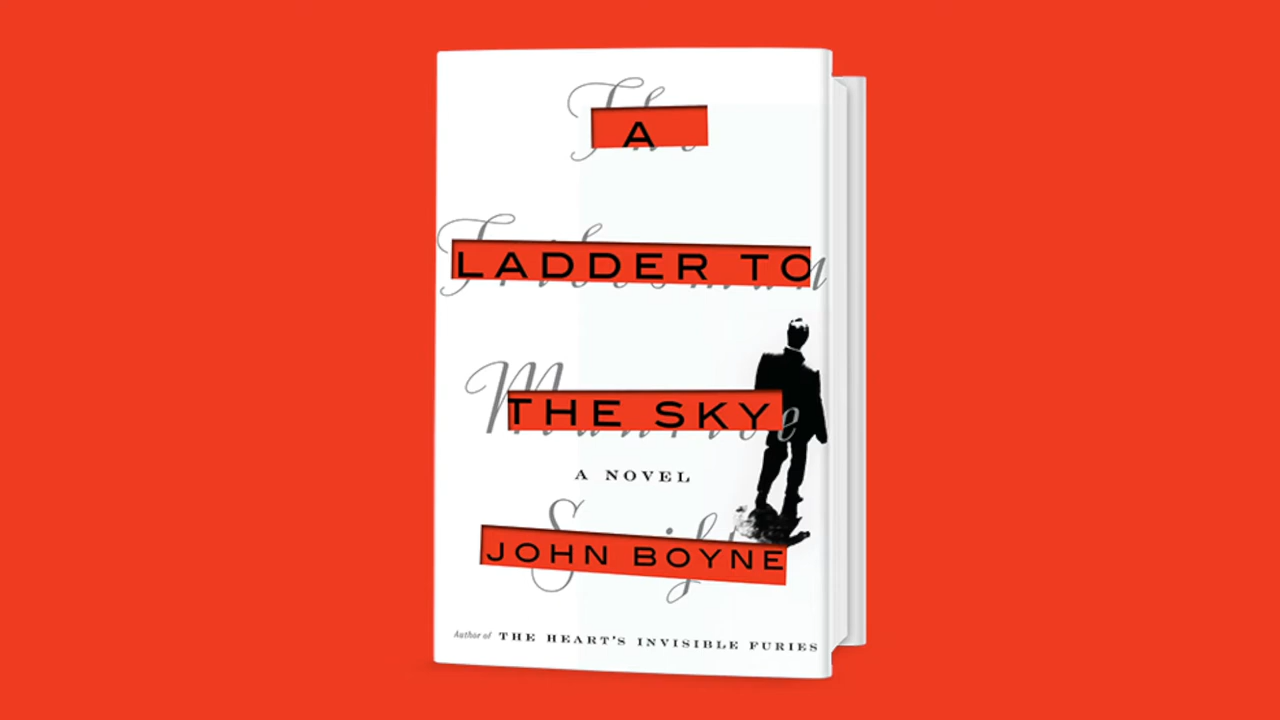 A
LADDER TO
THE SKY
A NOVEL
JOHN BOYNE
Author of THE HEART'S INVISIBLE FURIES